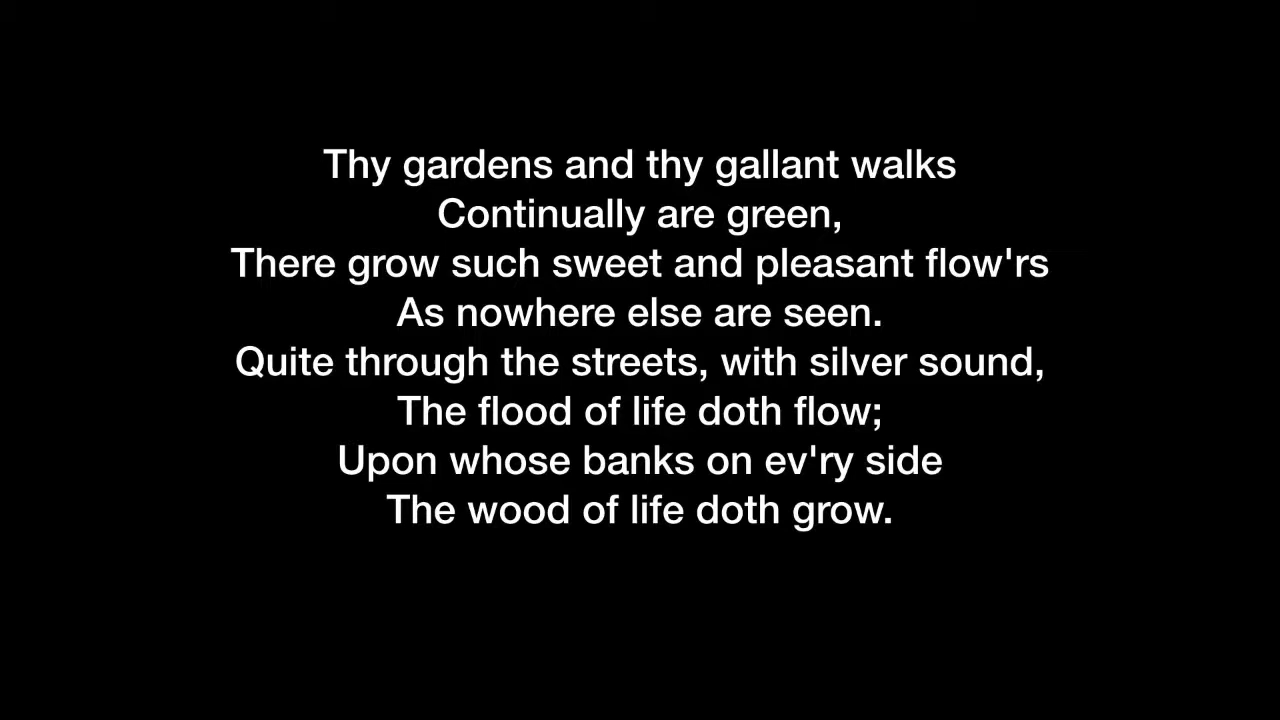 Thy gardens and thy gallant walks
Continually are green,
There grow such sweet and pleasant flow'rs
As nowhere else are seen.
Quite through the streets, with silver sound,
The flood of life doth flow;
Upon whose banks on ev'ry side
The wood of life doth grow.